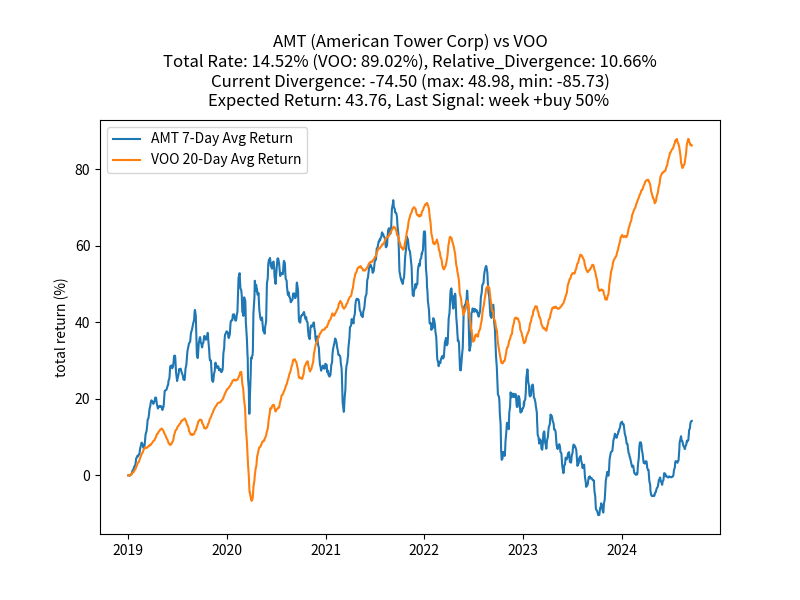 AMT (American Tower Corp) vs VOO
Total Rate: 14.52% (VOO: 89.02%), Relative_Divergence: 10.66%
Current Divergence: -74.50 (max: 48.98, min: -85.73)
Expected Return: 43.76, Last Signal: week +buy 50%
AMT 7-Day Avg Return
VOO 20-Day Avg Return
total return (%)
80
60
40
20
0
2019
2020
2021
2022
2023
2024